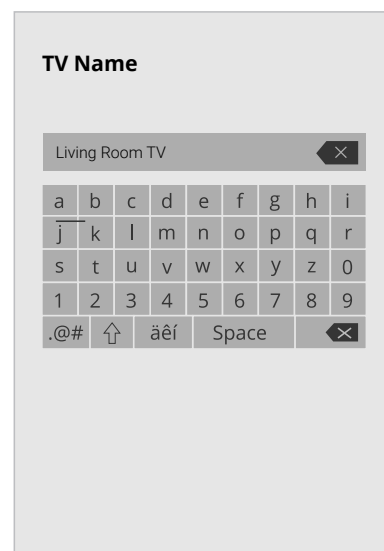 TV Name
Living Room TV
a b c d e f g h i
j k l m n o p q r
s t u v w x y z 0
1 2 3 4 5 6 7 8 9
.@# äêí Space